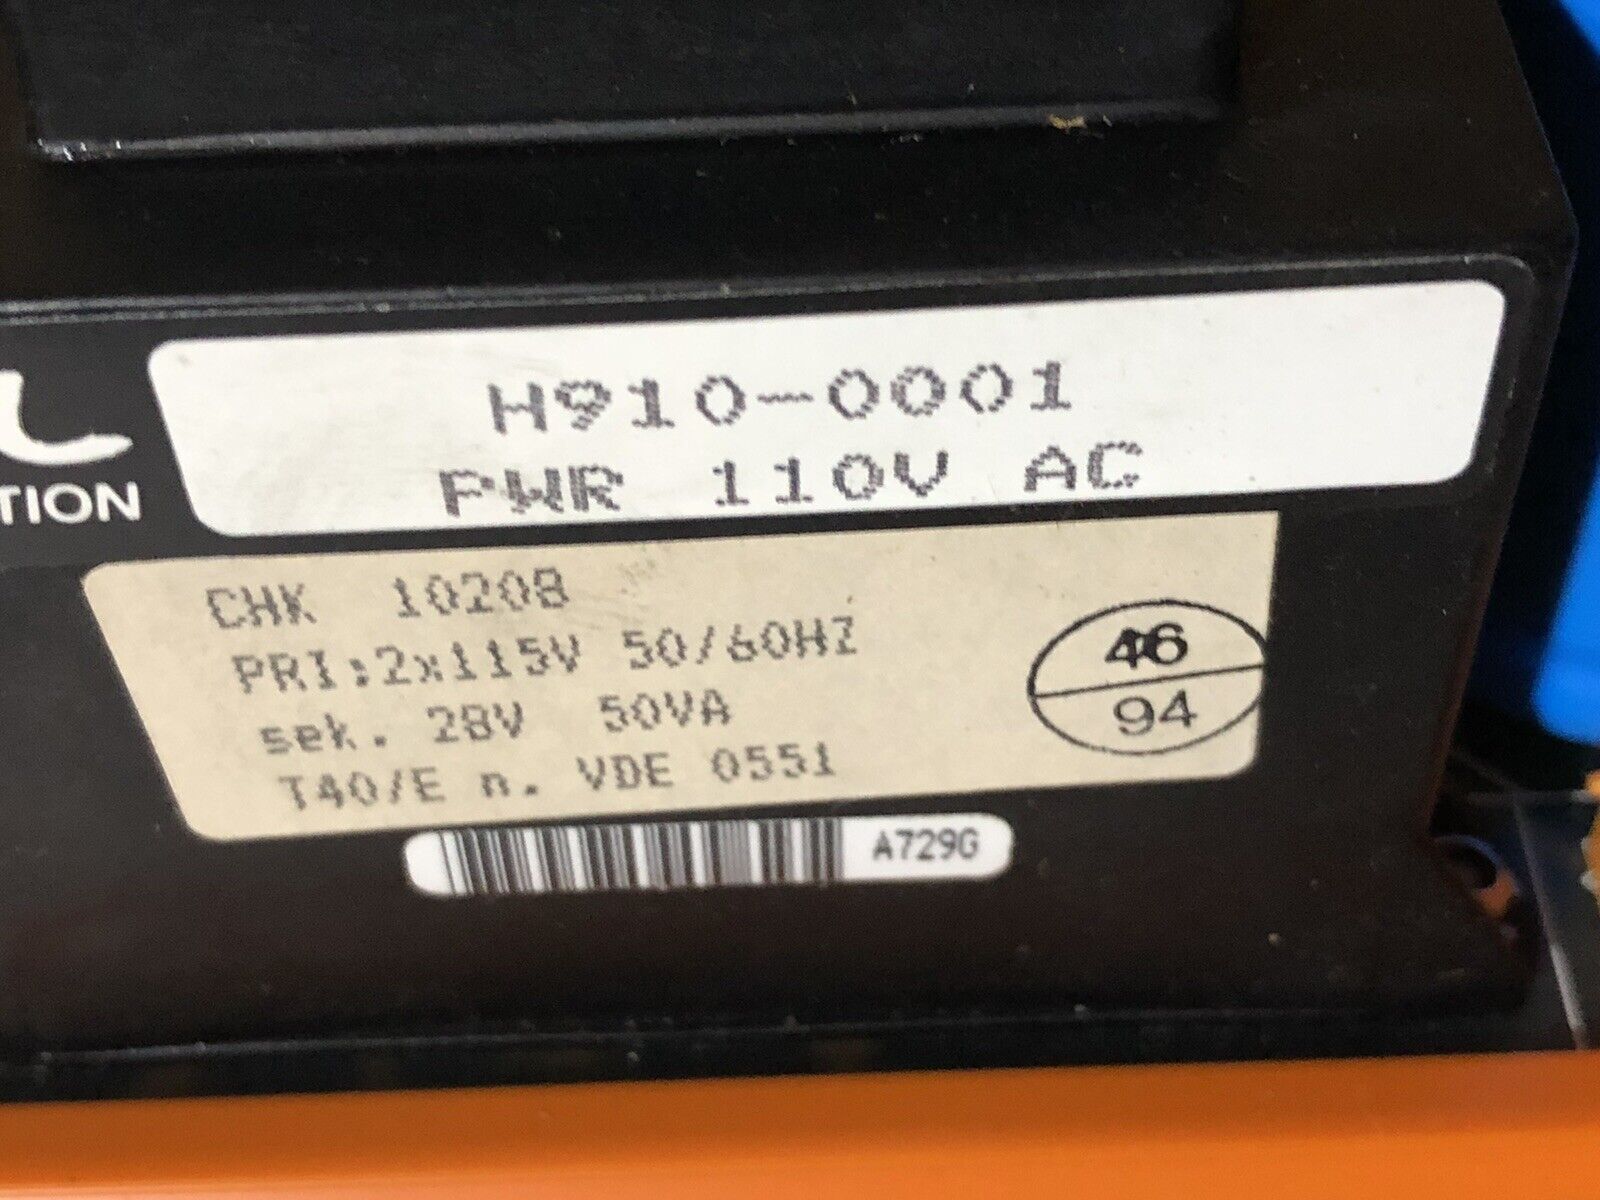 H910-0001
PWR 110V AC
TION
CHK 10208
PRI:2x115V 50/60HZ
sek. 28V 50VA
T40/E n. VDE 0551
46
94
A729G